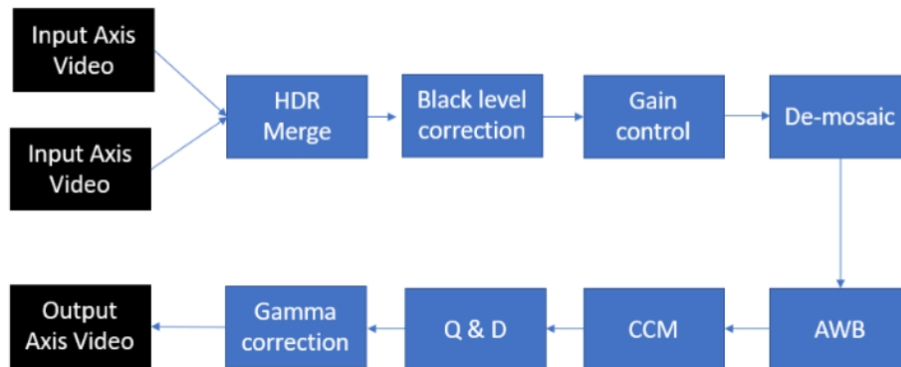 Input Axis
Video
Input Axis
Video
HDR
Merge
Black level
correction
Gain
control
De-mosaic
AWB
CCM
Q & D
Gamma
correction
Output
Axis Video